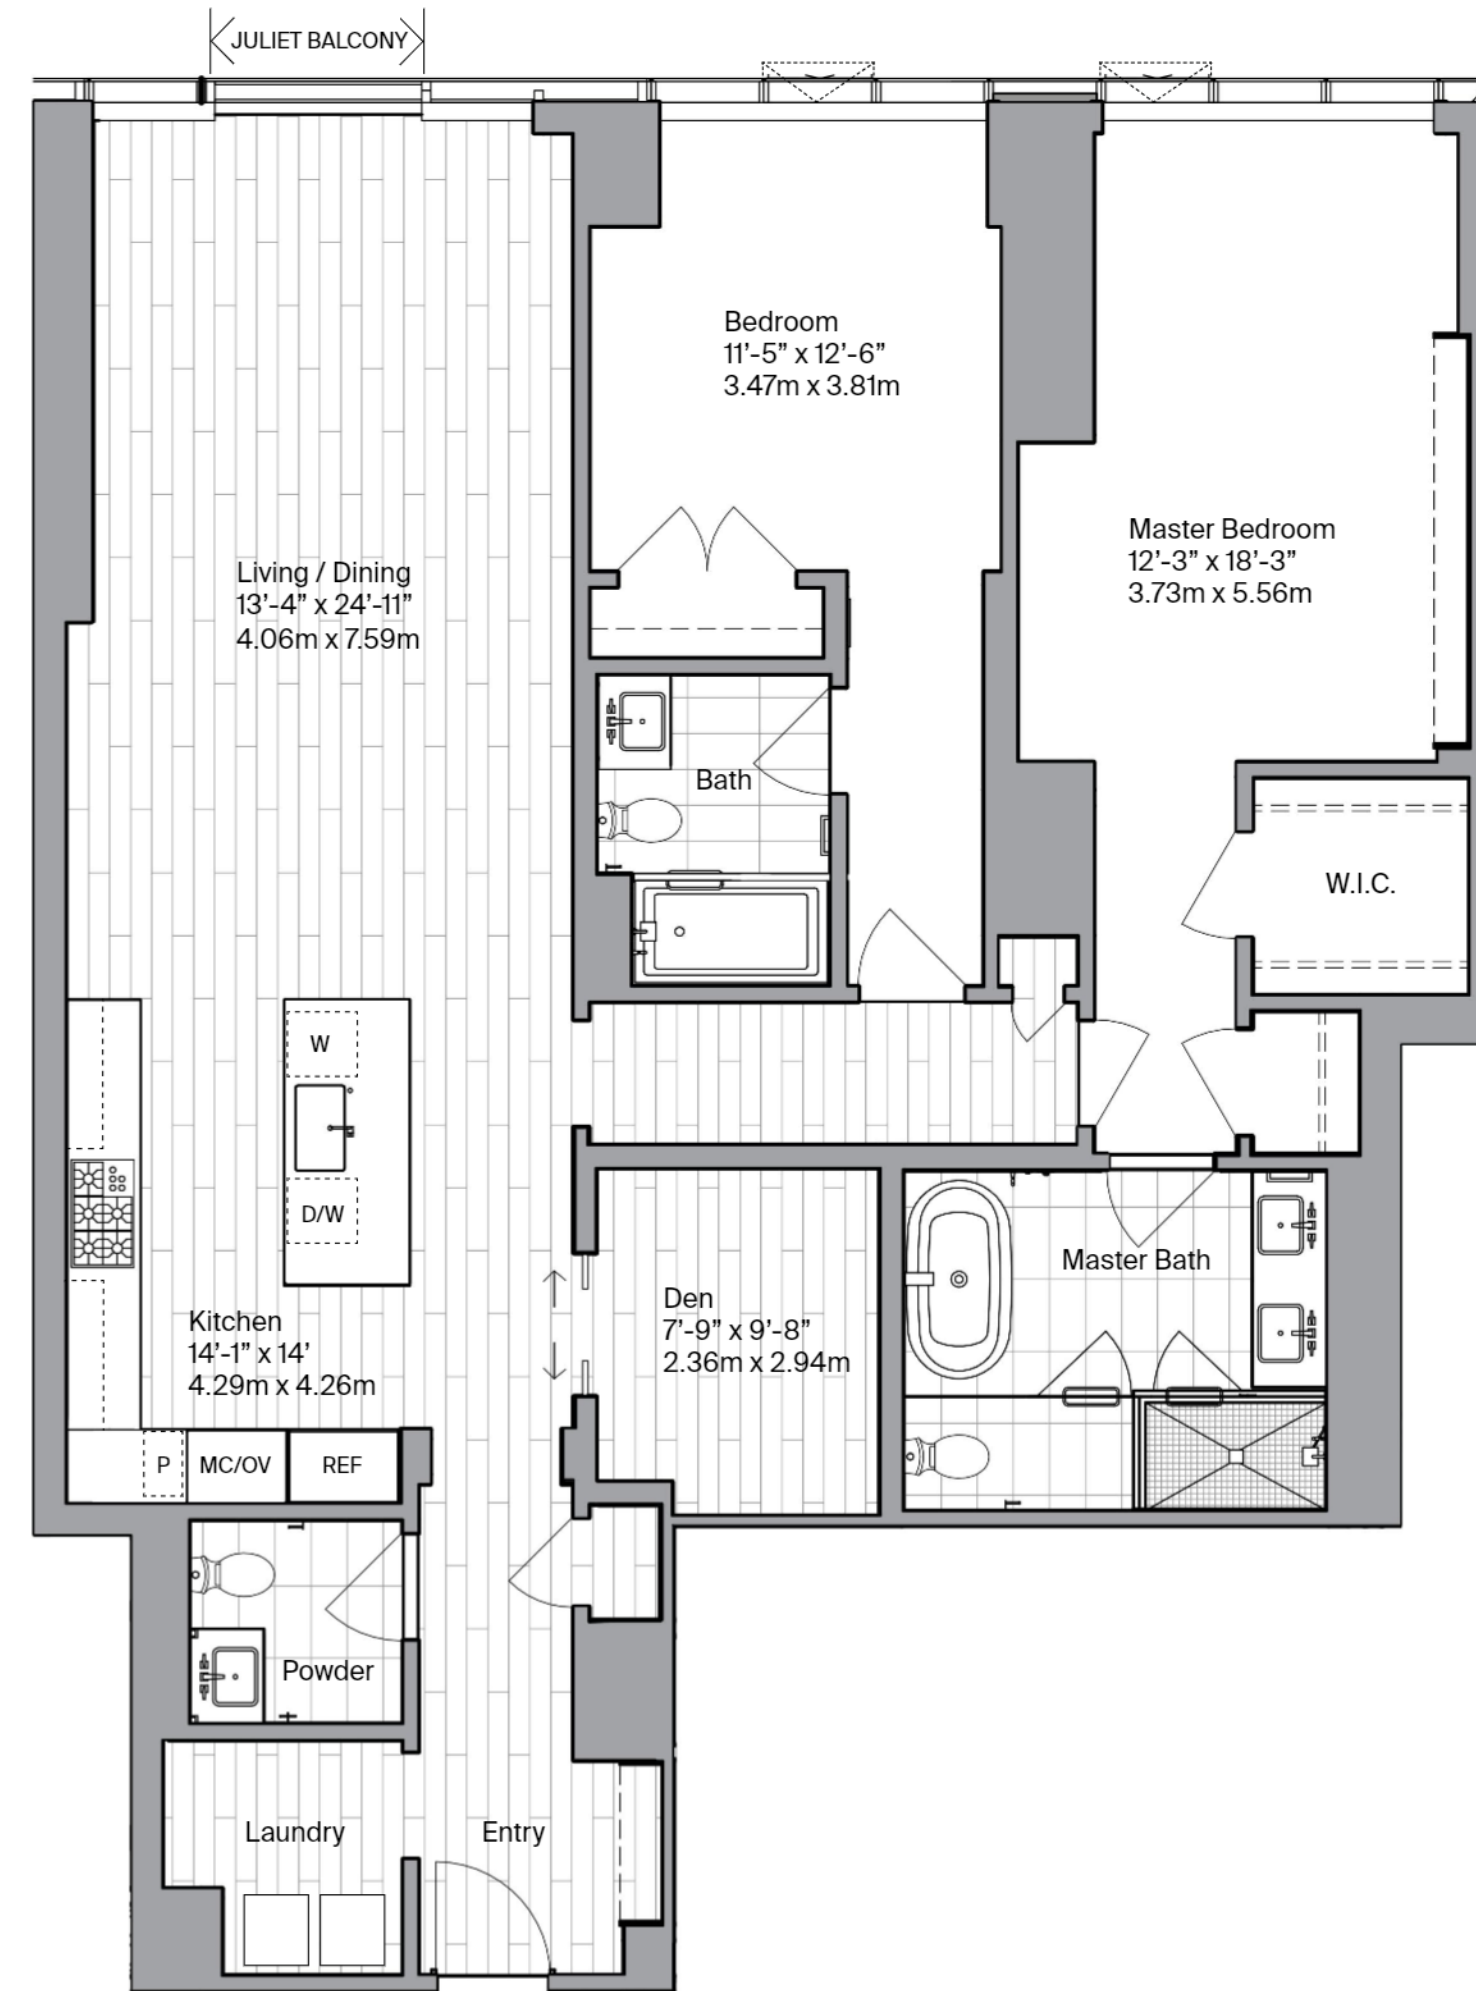 JULIET BALCONY
Bedroom
11’-5” x 12’-6”
3.47m x 3.81m
Master Bedroom
12’-3” x 18’-3”
3.73m x 5.56m
Living / Dining
13’-4” x 24’-11”
4.06m x 7.59m
Bath
W.I.C.
W
D/W
Master Bath
Den
7’-9” x 9’-8”
2.36m x 2.94m
Kitchen
14’-1” x 14’
4.29m x 4.26m
P
MC/OV
REF
Powder
Laundry
Entry